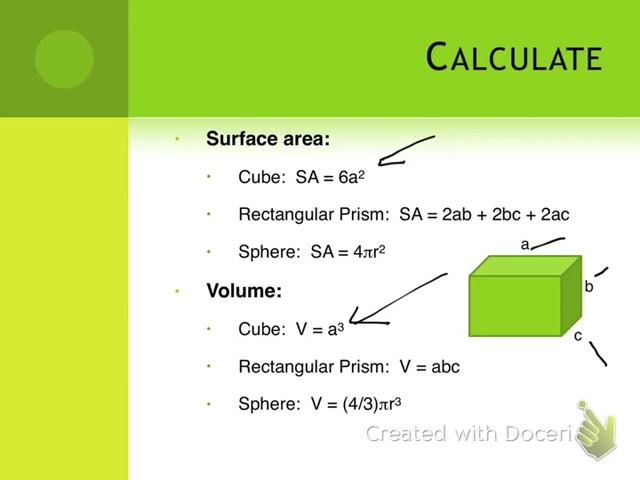 CALCULATE
Surface area:
Cube: SA = 6a²
Rectangular Prism: SA = 2ab + 2bc + 2ac
Sphere: SA = 4πr²
a
b
c
Volume:
Cube: V = a³
Rectangular Prism: V = abc
Sphere: V = (4/3)πr³
Created with Doceri